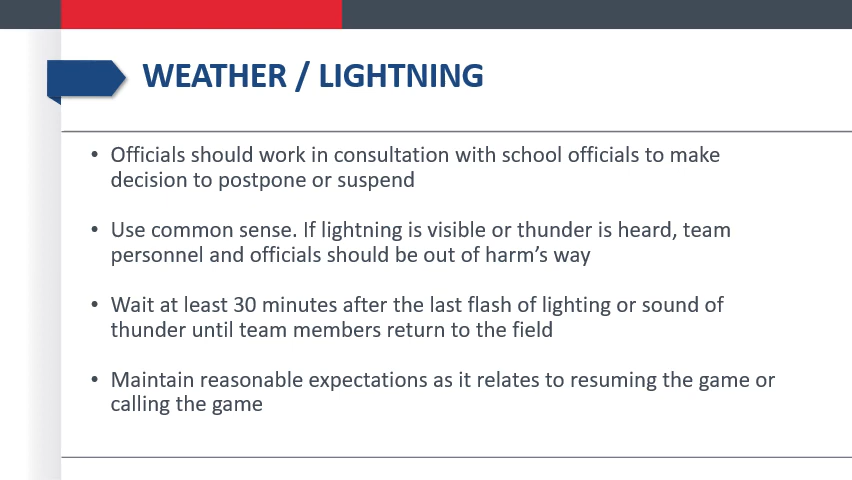 WEATHER / LIGHTNING
• Officials should work in consultation with school officials to make
decision to postpone or suspend
• Use common sense. If lightning is visible or thunder is heard, team
personnel and officials should be out of harm’s way
• Wait at least 30 minutes after the last flash of lighting or sound of
thunder until team members return to the field
• Maintain reasonable expectations as it relates to resuming the game or
calling the game